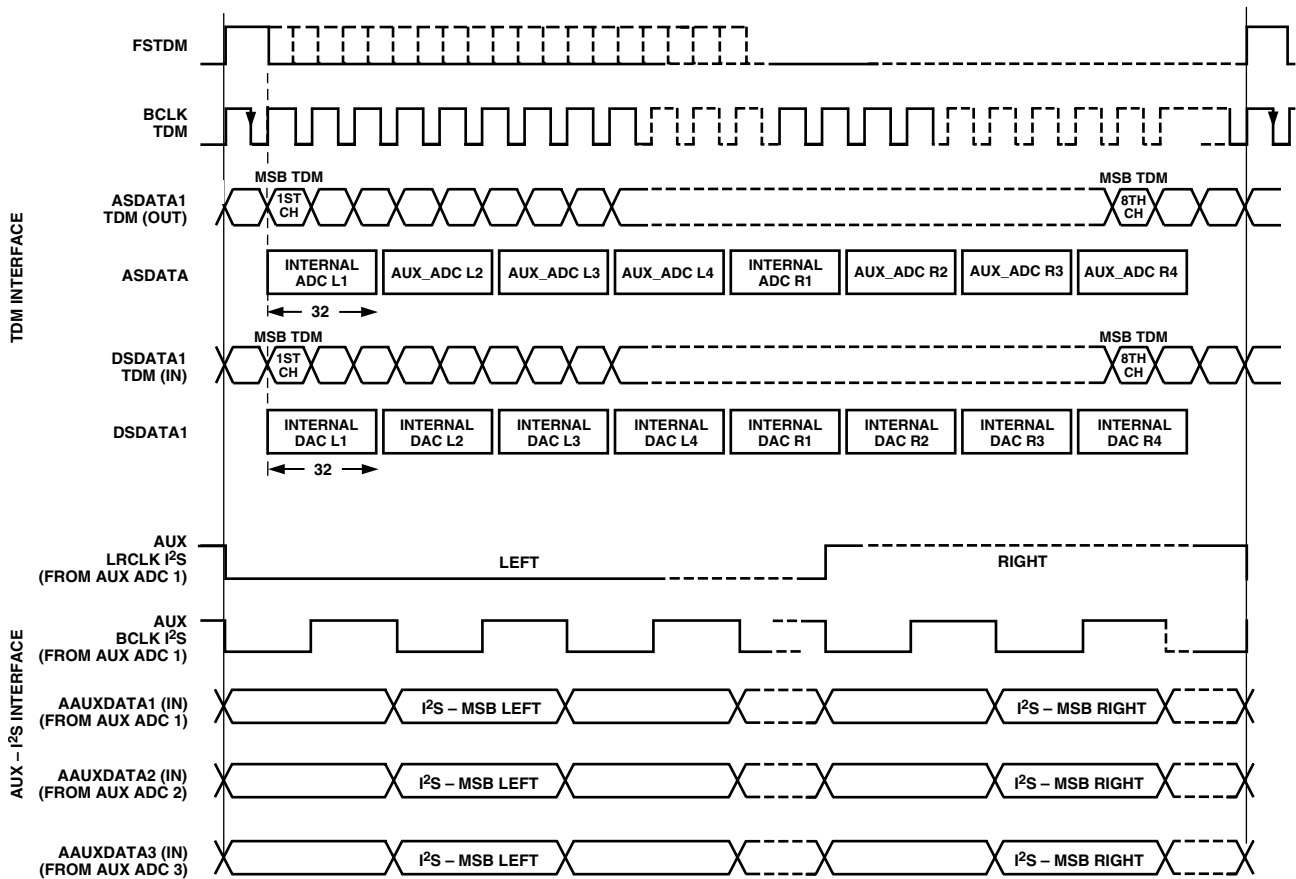 FSTDM
BCLK
TDM
MSB TDM
MSB TDM
ASDATA1
TDM (OUT)
1ST
CH
8TH
CH
TDM INTERFACE
ASDATA
INTERNAL
ADC L1
AUX_ADC L2
AUX_ADC L3
AUX_ADC L4
INTERNAL
ADC R1
AUX_ADC R2
AUX_ADC R3
AUX_ADC R4
32
MSB TDM
MSB TDM
DSDATA1
TDM (IN)
1ST
CH
8TH
CH
DSDATA1
INTERNAL
DAC L1
INTERNAL
DAC L2
INTERNAL
DAC L3
INTERNAL
DAC L4
INTERNAL
DAC R1
INTERNAL
DAC R2
INTERNAL
DAC R3
INTERNAL
DAC R4
32
AUX
LRCLK I²S
(FROM AUX ADC 1)
LEFT
RIGHT
AUX – I²S INTERFACE
AUX
BCLK I²S
(FROM AUX ADC 1)
AAUXDATA1 (IN)
(FROM AUX ADC 1)
I²S – MSB LEFT
I²S – MSB RIGHT
AAUXDATA2 (IN)
(FROM AUX ADC 2)
I²S – MSB LEFT
I²S – MSB RIGHT
AAUXDATA3 (IN)
(FROM AUX ADC 3)
I²S – MSB LEFT
I²S – MSB RIGHT